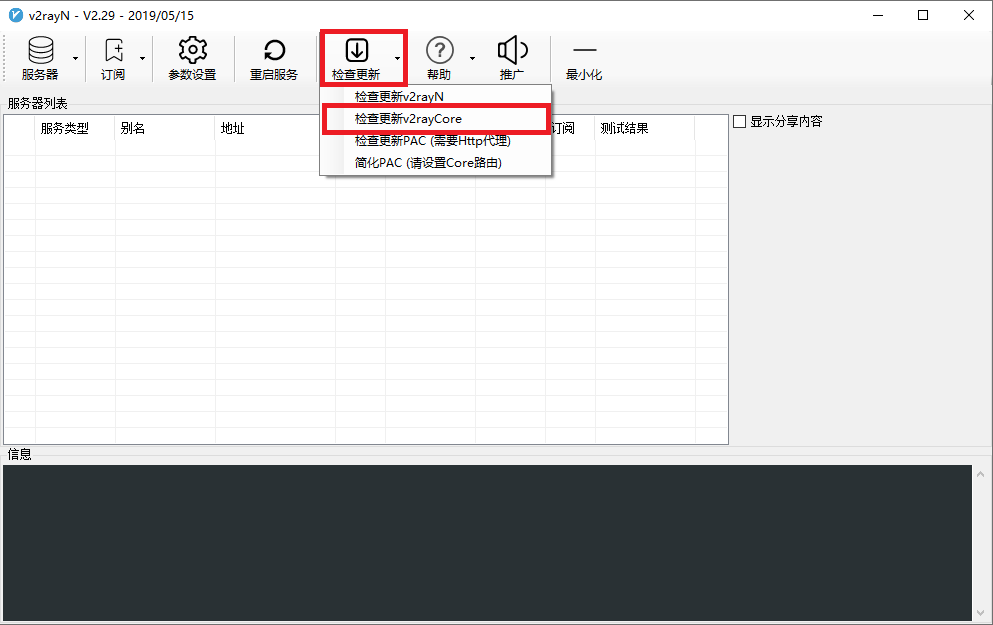 v2rayN - V2.29 - 2019/05/15
服务器
订阅
参数设置
重启服务
检查更新
帮助
推广
最小化
检查更新v2rayN
检查更新v2rayCore
检查更新PAC (需要Http代理)
简化PAC (请设置Core路由)
服务器列表
服务类型
别名
地址
订阅
测试结果
显示分享内容
信息